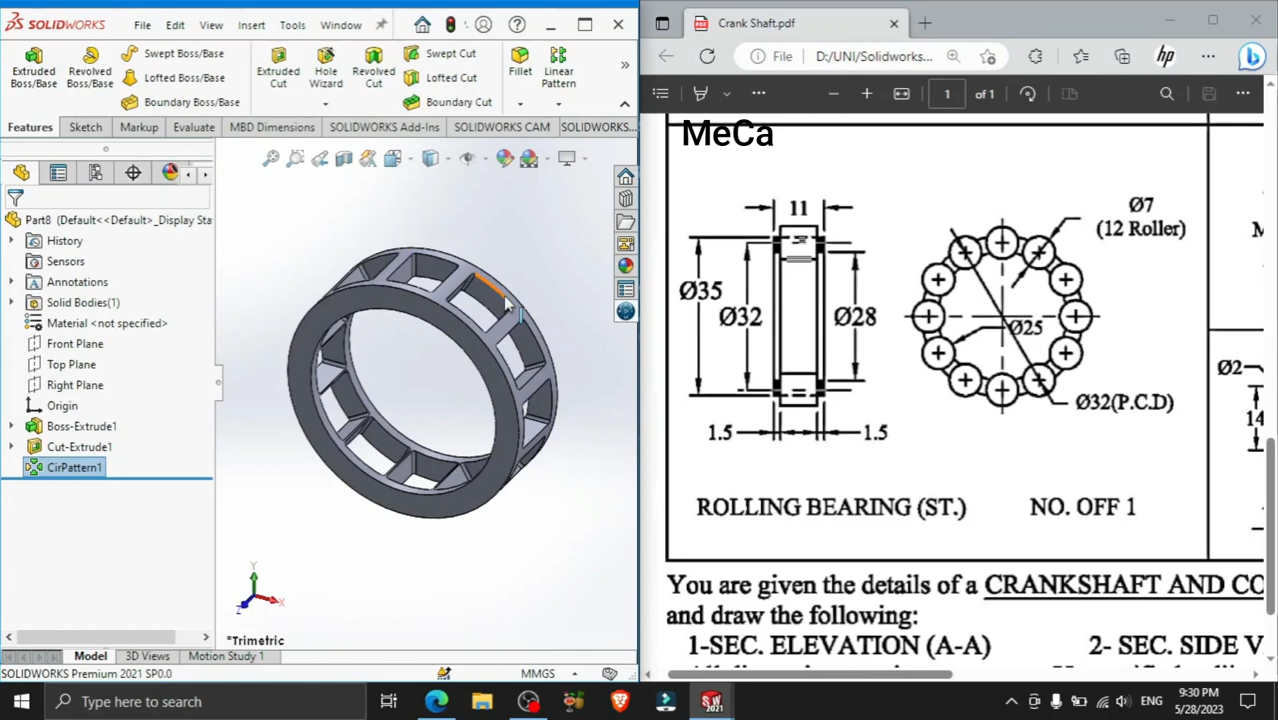 SOLIDWORKS File Edit View Insert Tools Window
Crank Shaft.pdf
File D:/UNI/Solidworks...
Extruded Boss/Base
Revolved Boss/Base
Swept Boss/Base
Lofted Boss/Base
Boundary Boss/Base
Extruded Cut
Hole Wizard
Revolved Cut
Swept Cut
Lofted Cut
Boundary Cut
Fillet
Linear Pattern
1 of 1
Features Sketch Markup Evaluate MBD Dimensions SOLIDWORKS Add-Ins SOLIDWORKS CAM SOLIDWORKS...
Part8 (Default<<Default>_Display Sta
History
Sensors
Annotations
Solid Bodies(1)
Material <not specified>
Front Plane
Top Plane
Right Plane
Origin
Boss-Extrude1
Cut-Extrude1
CirPattern1
Y
X
Z
*Trimetric
Model 3D Views Motion Study 1
SOLIDWORKS Premium 2021 SP0.0
MMGS
MeCa
11
Ø7
(12 Roller)
Ø35
Ø32
Ø28
Ø25
Ø32(P.C.D)
1.5
1.5
M
Ø2
14
ROLLING BEARING (ST.) NO. OFF 1
You are given the details of a CRANKSHAFT AND CO
and draw the following:
1-SEC. ELEVATION (A-A) 2- SEC. SIDE V
Type here to search
ENG
9:30 PM
5/28/2023